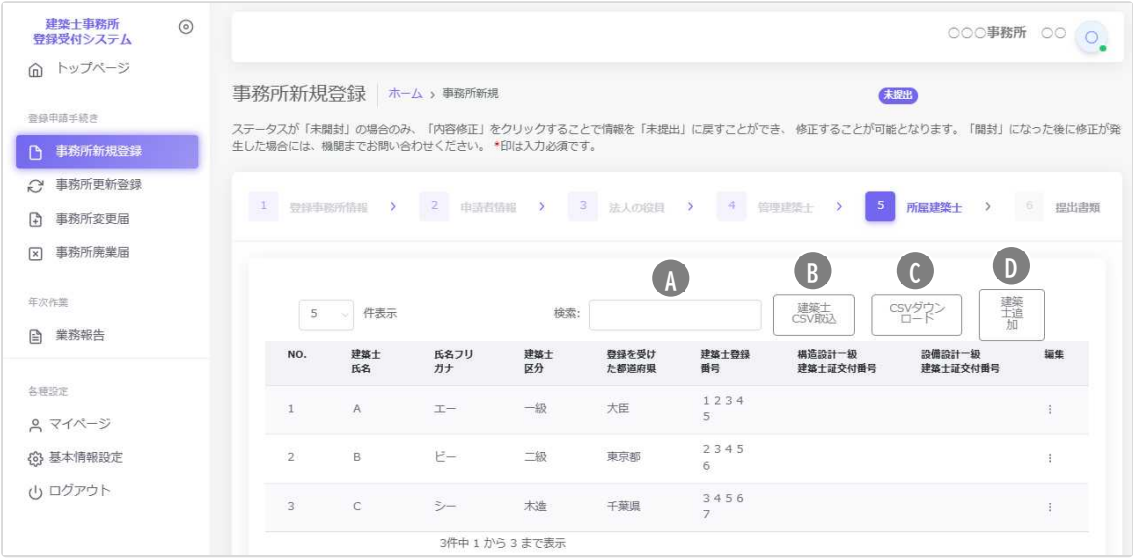 建築士事務所
登録受付システム
トップページ
登録申請手続き
事務所新規登録
事務所更新登録
事務所変更届
事務所廃業届
年次作業
業務報告
各種設定
マイページ
基本情報設定
ログアウト
○○○事務所 ○○
事務所新規登録 ホーム › 事務所新規 未提出
ステータスが「未開封」の場合のみ、「内容修正」をクリックすることで情報を「未提出」に戻すことができ、 修正することが可能となります。「開封」になった後に修正が発
生した場合には、機関までお問い合わせください。 *印は入力必須です。
1 登録事務所情報 › 2 申請者情報 › 3 法人の役員 › 4 管理建築士 › 5 所属建築士 › 6 提出書類
A B C D
5 件表示 検索: 建築士 CSV取込 CSVダウンロード 建築士追加
NO. 建築士氏名 氏名フリガナ 建築士区分 登録を受けた都道府県 建築士登録番号 構造設計一級建築士証交付番号 設備設計一級建築士証交付番号 編集
1 A エー 一級 大臣 12345
2 B ビー 二級 東京都 23456
3 C シー 木造 千葉県 34567
3件中 1 から 3 まで表示